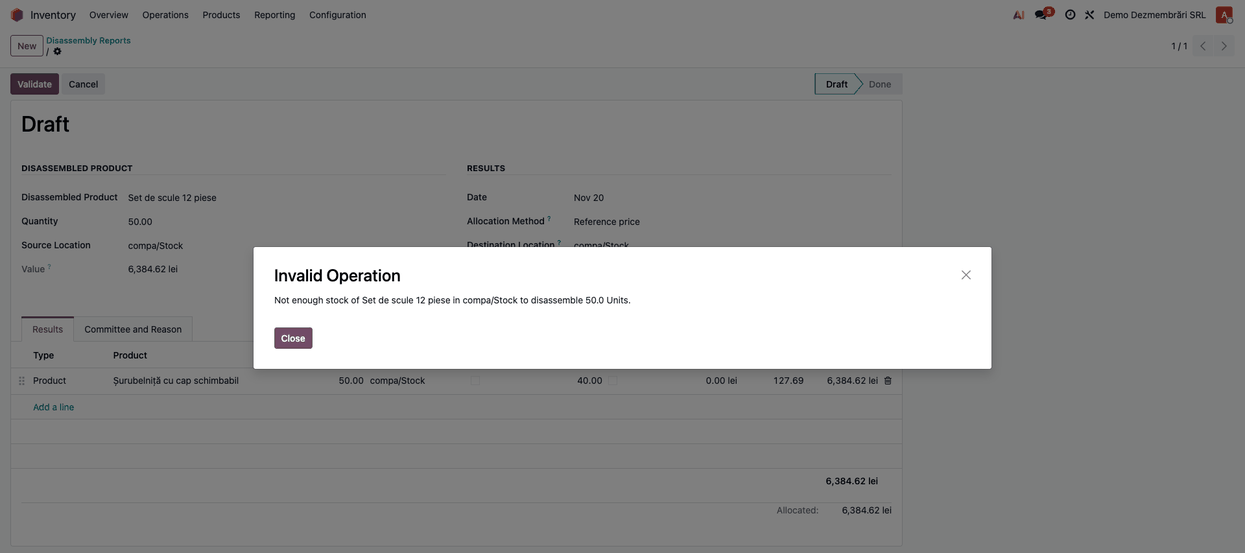 Inventory Overview Operations Products Reporting Configuration 3 Demo Dezmembrări SRL A
New Disassembly Reports
/ 1 / 1
Validate Cancel Draft Done
Draft
DISASSEMBLED PRODUCT RESULTS
Disassembled Product Set de scule 12 piese Date Nov 20
Quantity 50.00 Allocation Method ? Reference price
Source Location compa/Stock Destination Location ? compa/Stock
Value ? 6,384.62 lei
Invalid Operation
Not enough stock of Set de scule 12 piese in compa/Stock to disassemble 50.0 Units.
Close
Results Committee and Reason
Type Product
Product Șurubelniță cu cap schimbabil 50.00 compa/Stock 40.00 0.00 lei 127.69 6,384.62 lei
Add a line
6,384.62 lei
Allocated: 6,384.62 lei